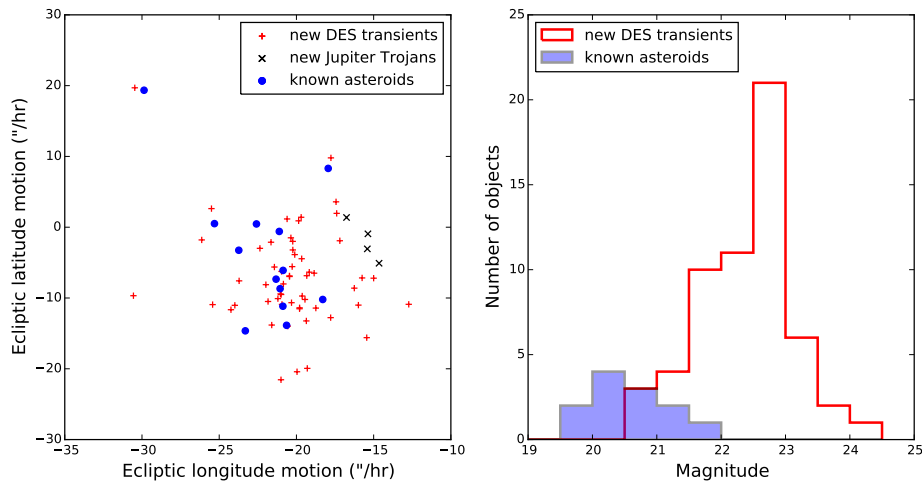 new DES transients
new Jupiter Trojans
known asteroids
Ecliptic latitude motion ("/hr)
30
20
10
0
−10
−20
−30
−35
−30
−25
−20
−15
−10
Ecliptic longitude motion ("/hr)
new DES transients
known asteroids
Number of objects
25
20
15
10
5
0
19
20
21
22
23
24
25
Magnitude